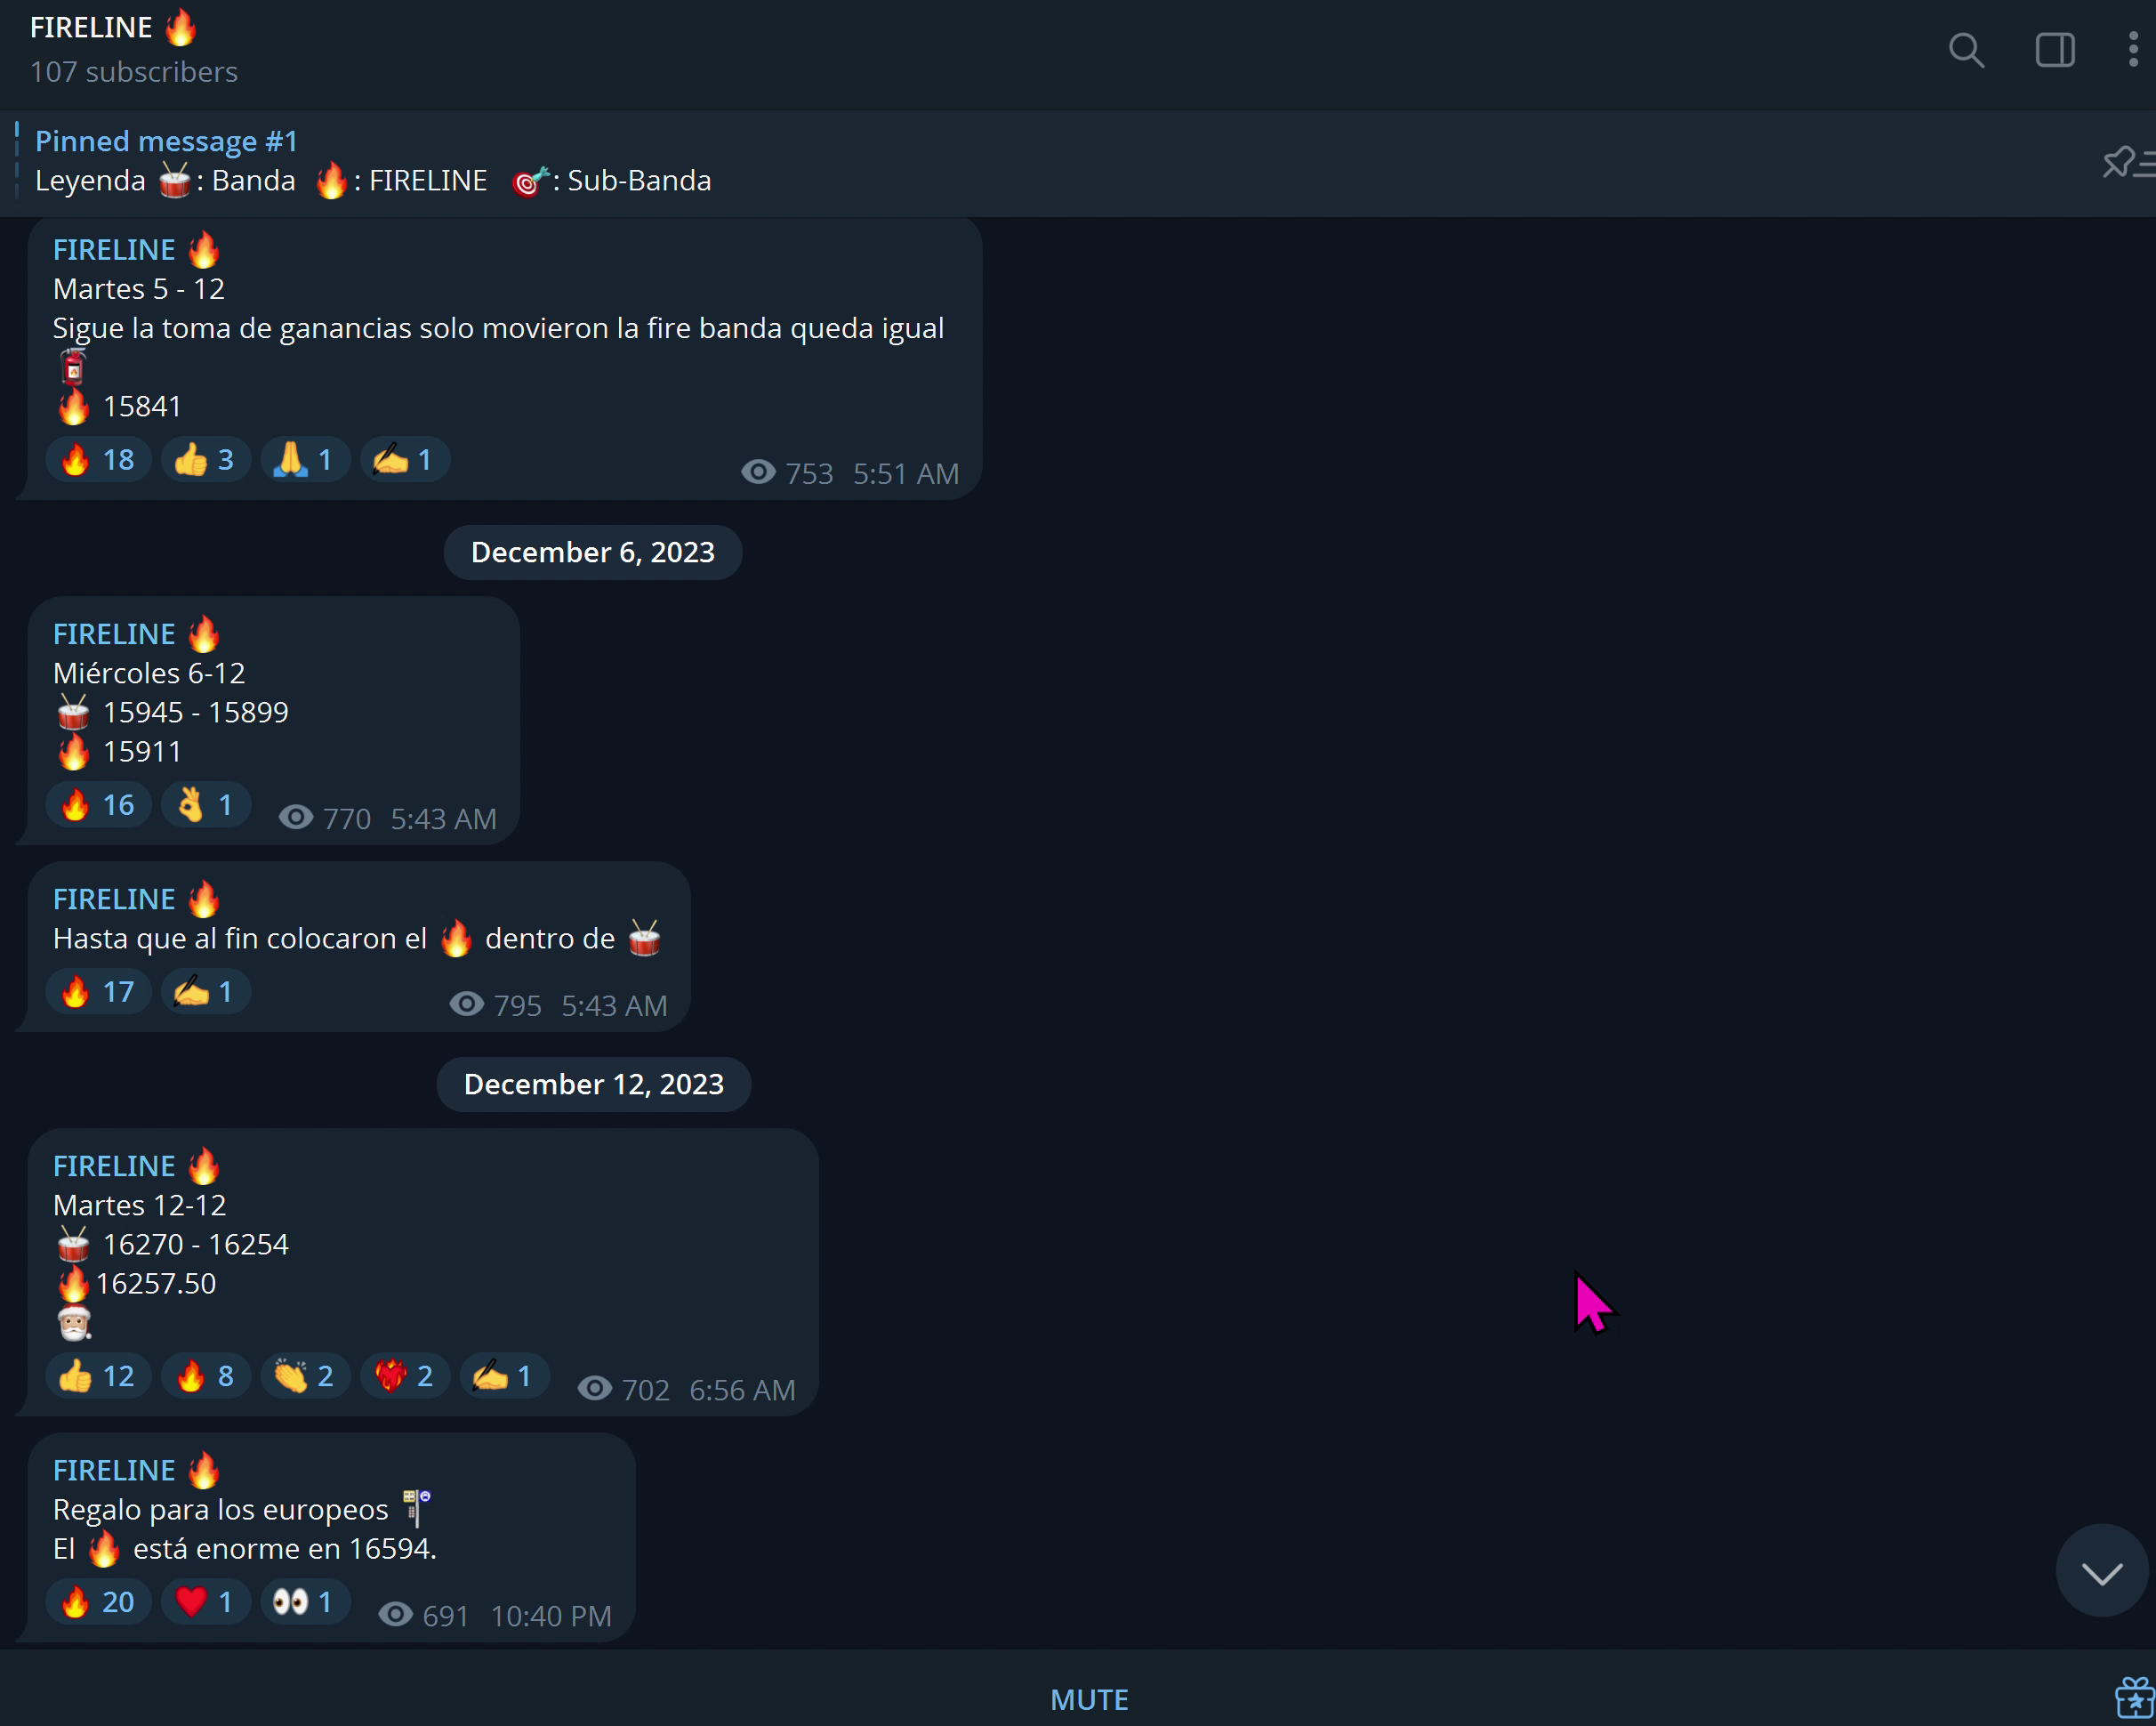 FIRELINE 🔥
107 subscribers
Pinned message #1
Leyenda 🥁: Banda 🔥: FIRELINE 🎯: Sub-Banda
FIRELINE 🔥
Martes 5 - 12
Sigue la toma de ganancias solo movieron la fire banda queda igual
🧯
🔥 15841
🔥 18 👍 3 🙏 1 ✍️ 1 753 5:51 AM
December 6, 2023
FIRELINE 🔥
Miércoles 6-12
🥁 15945 - 15899
🔥 15911
🔥 16 👌 1 770 5:43 AM
FIRELINE 🔥
Hasta que al fin colocaron el 🔥 dentro de 🥁
🔥 17 ✍️ 1 795 5:43 AM
December 12, 2023
FIRELINE 🔥
Martes 12-12
🥁 16270 - 16254
🔥16257.50
🎅🏼
👍 12 🔥 8 👏 2 ❤️‍🔥 2 ✍️ 1 702 6:56 AM
FIRELINE 🔥
Regalo para los europeos 🚏
El 🔥 está enorme en 16594.
🔥 20 ❤️ 1 👀 1 691 10:40 PM
MUTE